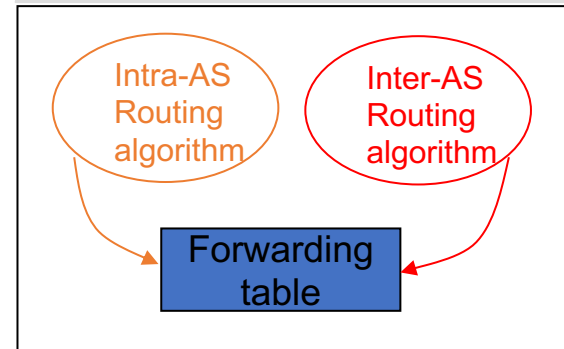 Intra-AS
Routing
algorithm
Inter-AS
Routing
algorithm
Forwarding
table